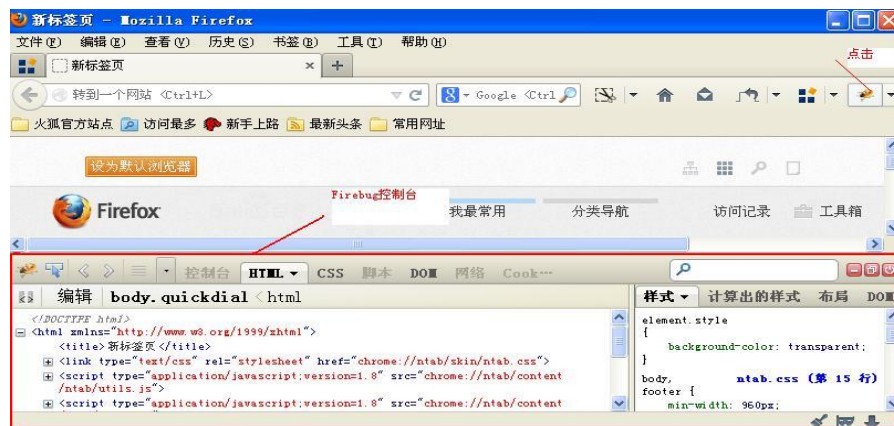 新标签页 - Mozilla Firefox
文件(F) 编辑(E) 查看(V) 历史(S) 书签(B) 工具(T) 帮助(H)
点击
新标签页 × +
转到一个网站 <Ctrl+L> 8 - Google <Ctrl
火狐官方站点 访问最多 新手上路 最新头条 常用网址
设为默认浏览器
Firebug控制台
Firefox 我最常用 分类导航 访问记录 工具箱
控制台 HTML CSS 脚本 DOM 网络 Cook...
编辑 body.quickdial < html 样式 计算出的样式 布局 DOM
<!DOCTYPE html>
<html xmlns="http://www.w3.org/1999/xhtml">
<title>新标签页</title>
<link type="text/css" rel="stylesheet" href="chrome://ntab/skin/ntab.css">
<script type="application/javascript;version=1.8" src="chrome://ntab/content
/ntab/utils.js">
<script type="application/javascript;version=1.8" src="chrome://ntab/content
element.style
{
background-color: transparent;
}
body, ntab.css (第 15 行)
footer {
min-width: 960px;